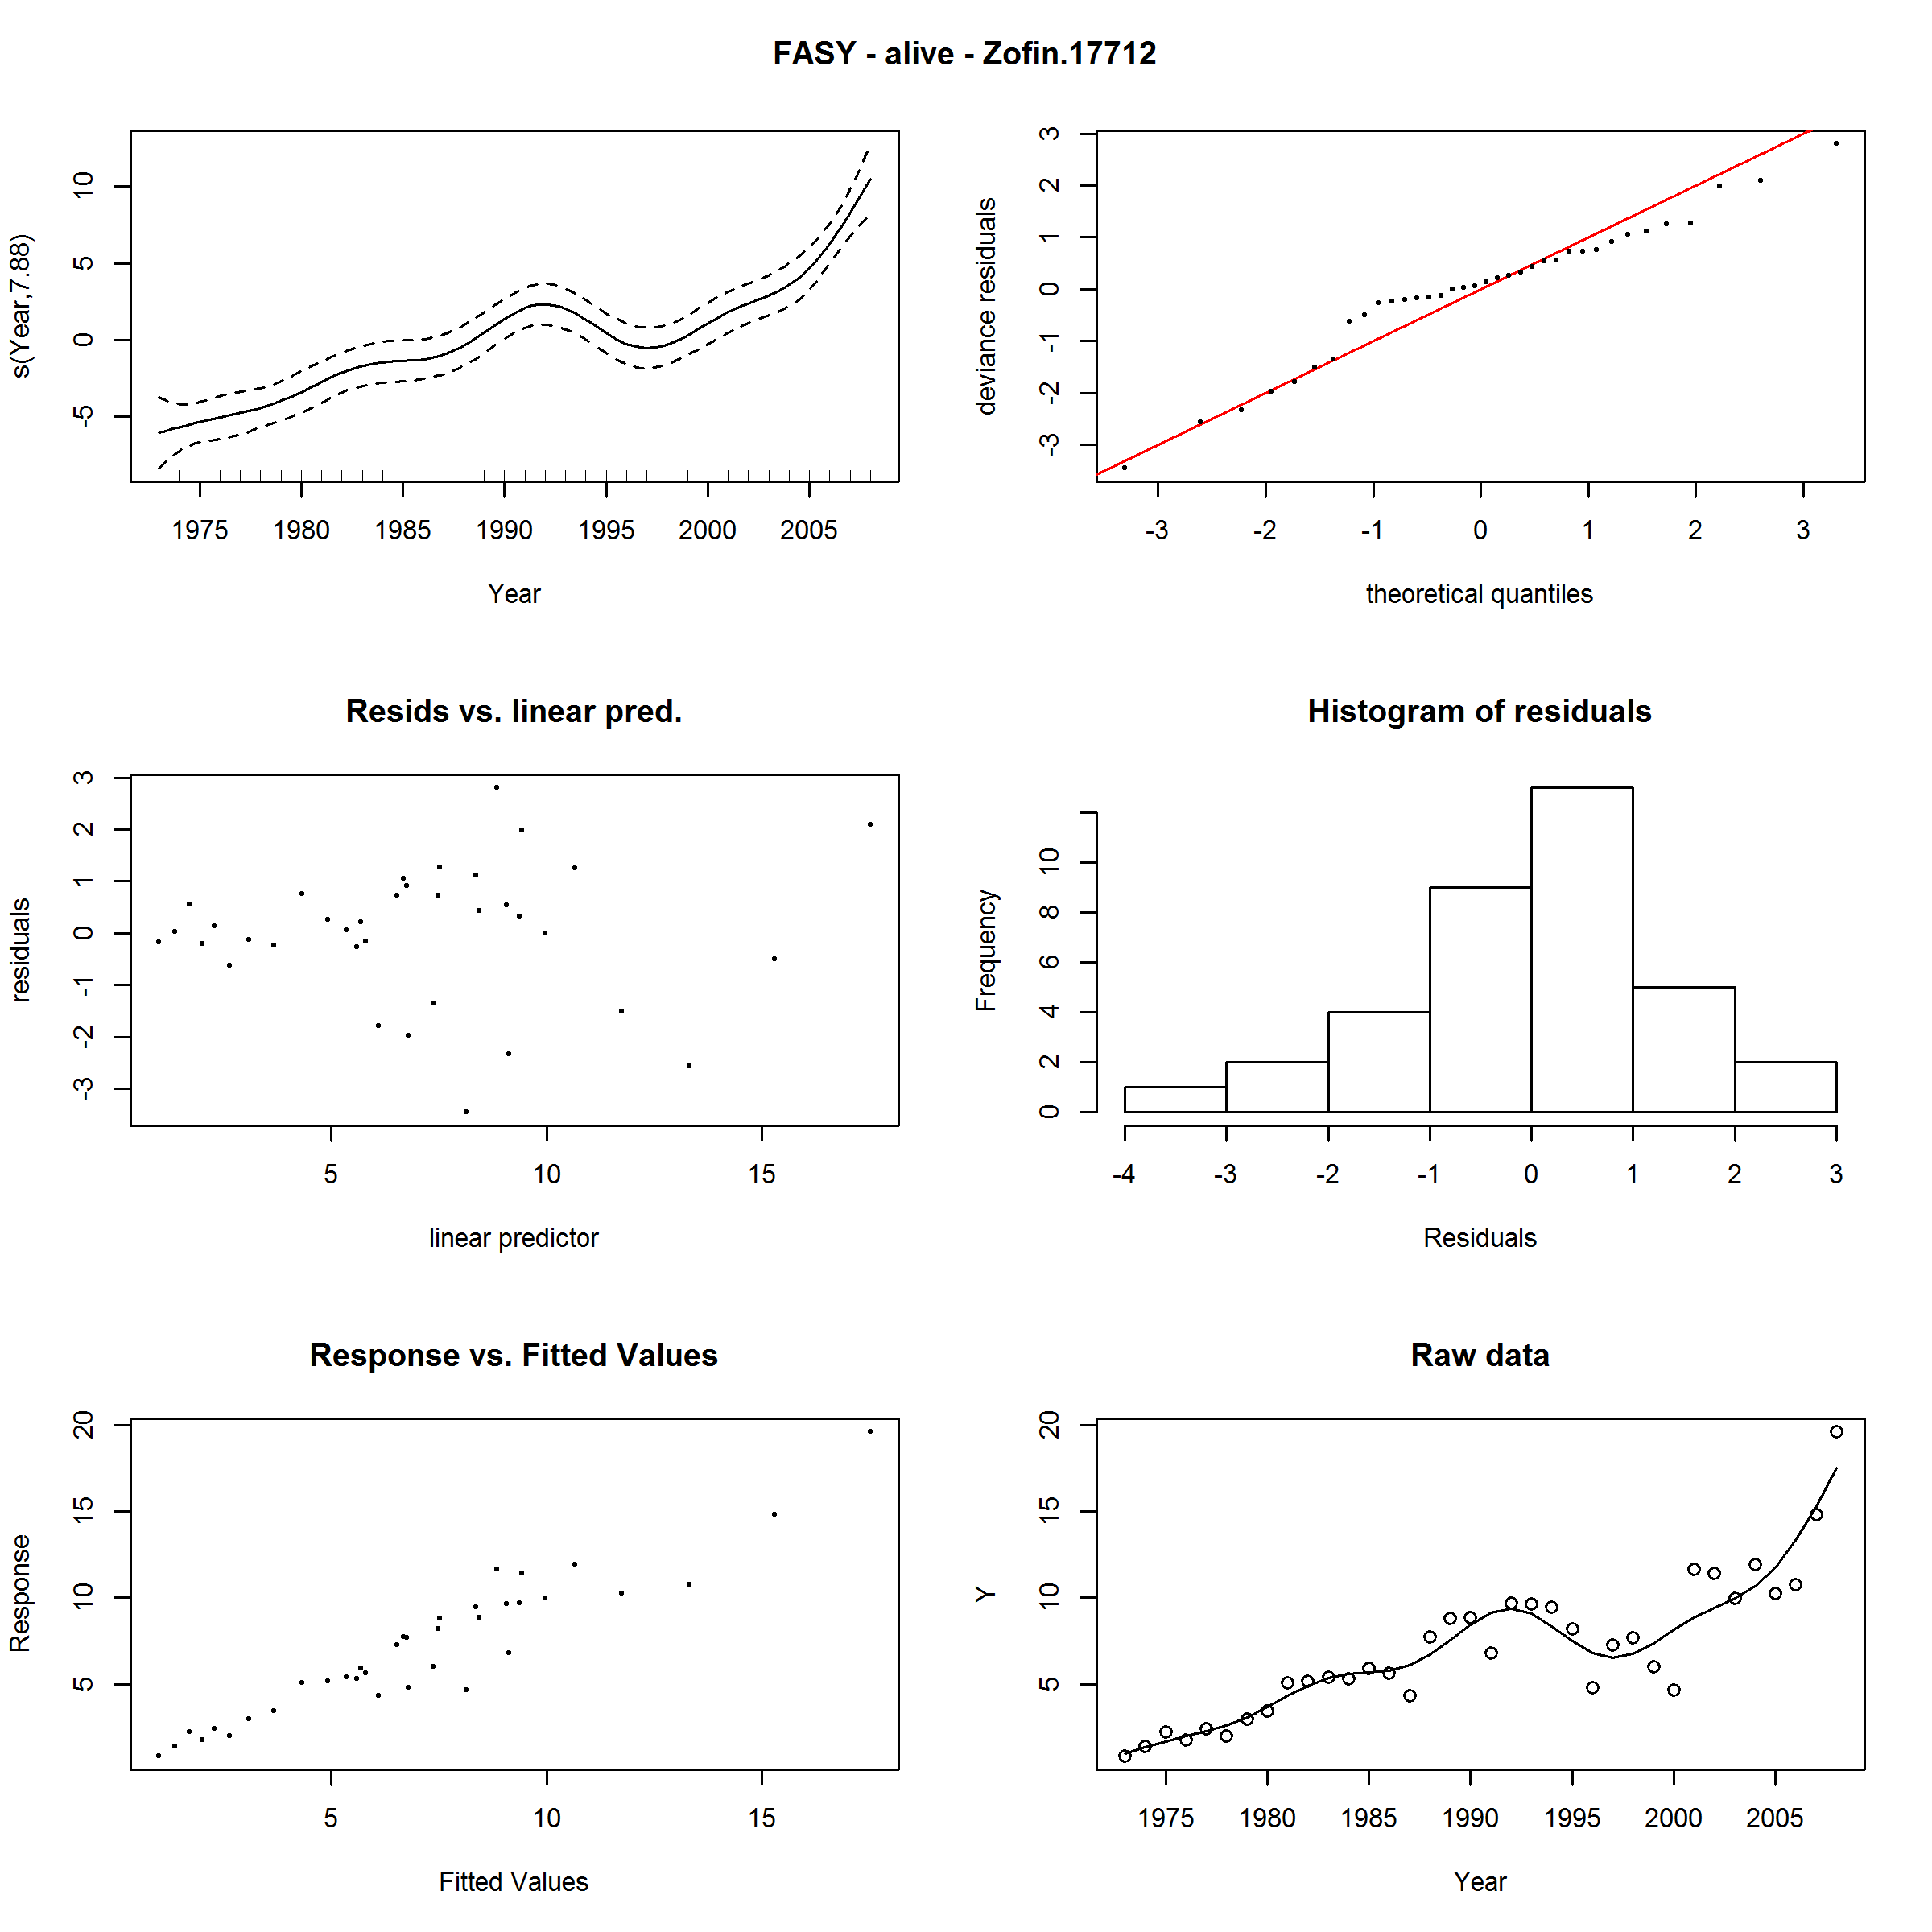 FASY - alive - Zofin.17712
s(Year,7.88)
-5 0 5 10
1975 1980 1985 1990 1995 2000 2005
Year
deviance residuals
-3 -2 -1 0 1 2 3
-3 -2 -1 0 1 2 3
theoretical quantiles
Resids vs. linear pred.
residuals
-3 -2 -1 0 1 2 3
5 10 15
linear predictor
Histogram of residuals
Frequency
0 2 4 6 8 10
-4 -3 -2 -1 0 1 2 3
Residuals
Response vs. Fitted Values
Response
5 10 15 20
5 10 15
Fitted Values
Raw data
Y
5 10 15 20
1975 1980 1985 1990 1995 2000 2005
Year